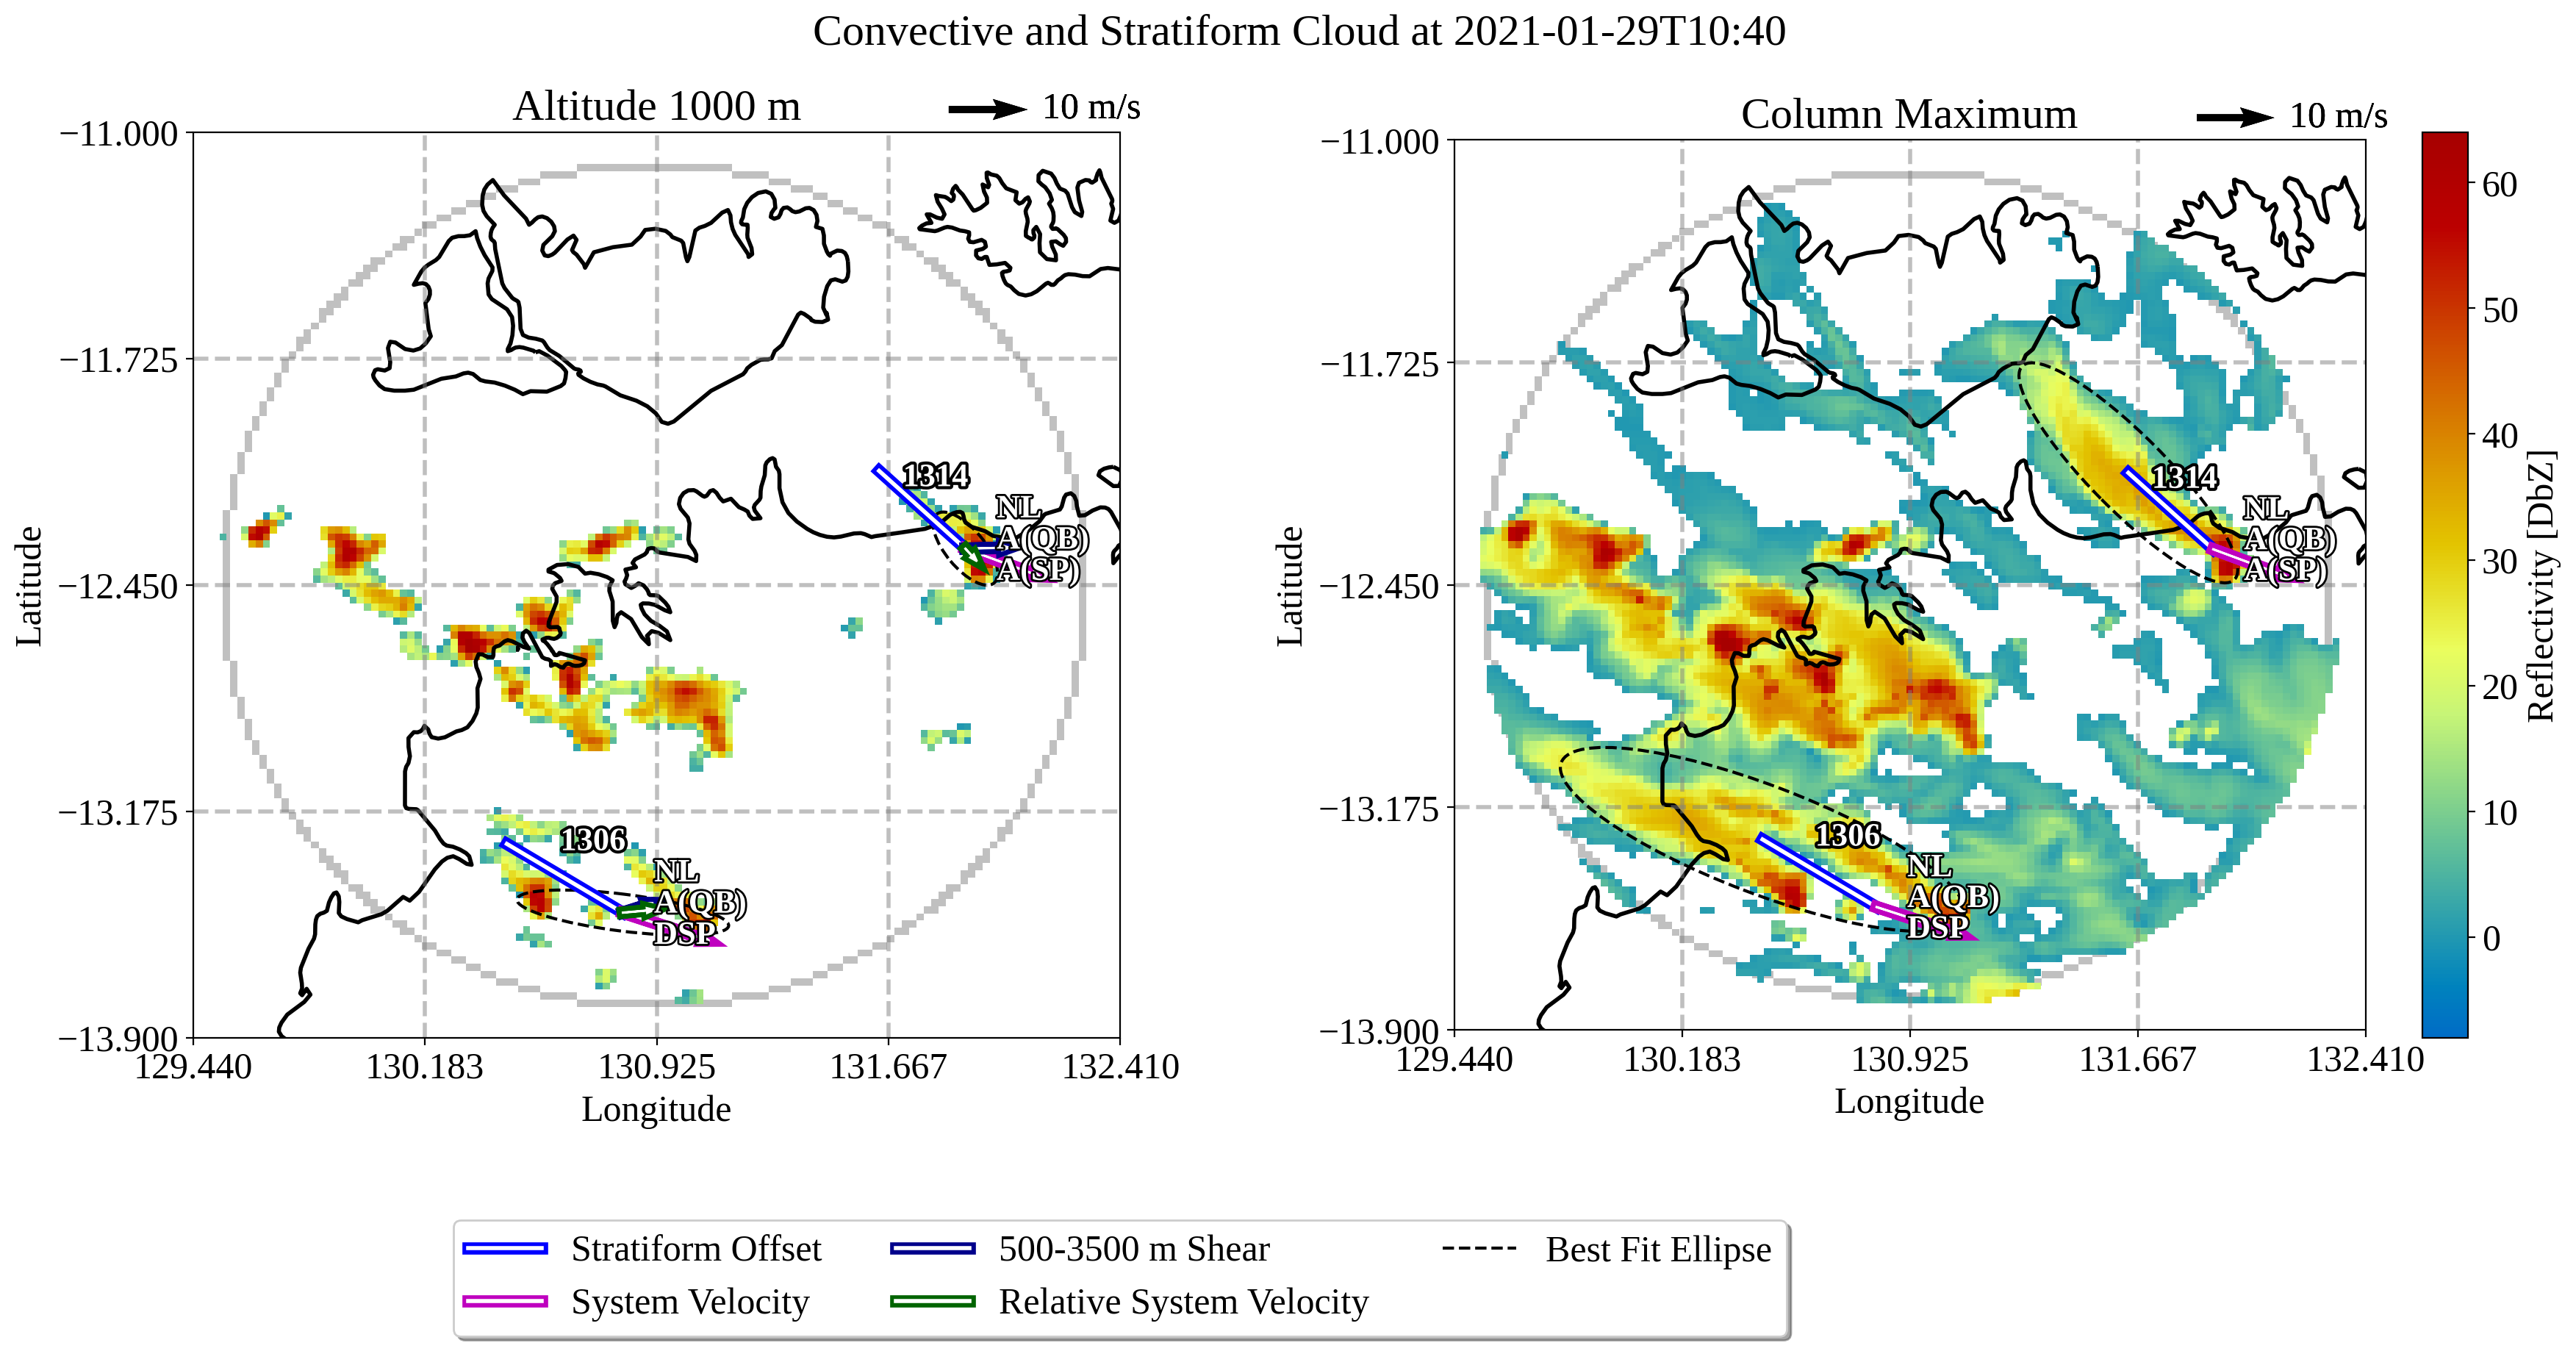 Convective and Stratiform Cloud at 2021-01-29T10:40
Altitude 1000 m
10 m/s
−11.000
−11.725
−12.450
−13.175
−13.900
129.440
130.183
130.925
131.667
132.410
Latitude
Longitude
1314
NL
A(QB)
A(SP)
1306
NL
A(QB)
DSP
Column Maximum
10 m/s
−11.000
−11.725
−12.450
−13.175
−13.900
129.440
130.183
130.925
131.667
132.410
Latitude
Longitude
1314
NL
A(QB)
A(SP)
1306
NL
A(QB)
DSP
60
50
40
30
20
10
0
Reflectivity [DbZ]
Stratiform Offset
System Velocity
500-3500 m Shear
Relative System Velocity
Best Fit Ellipse